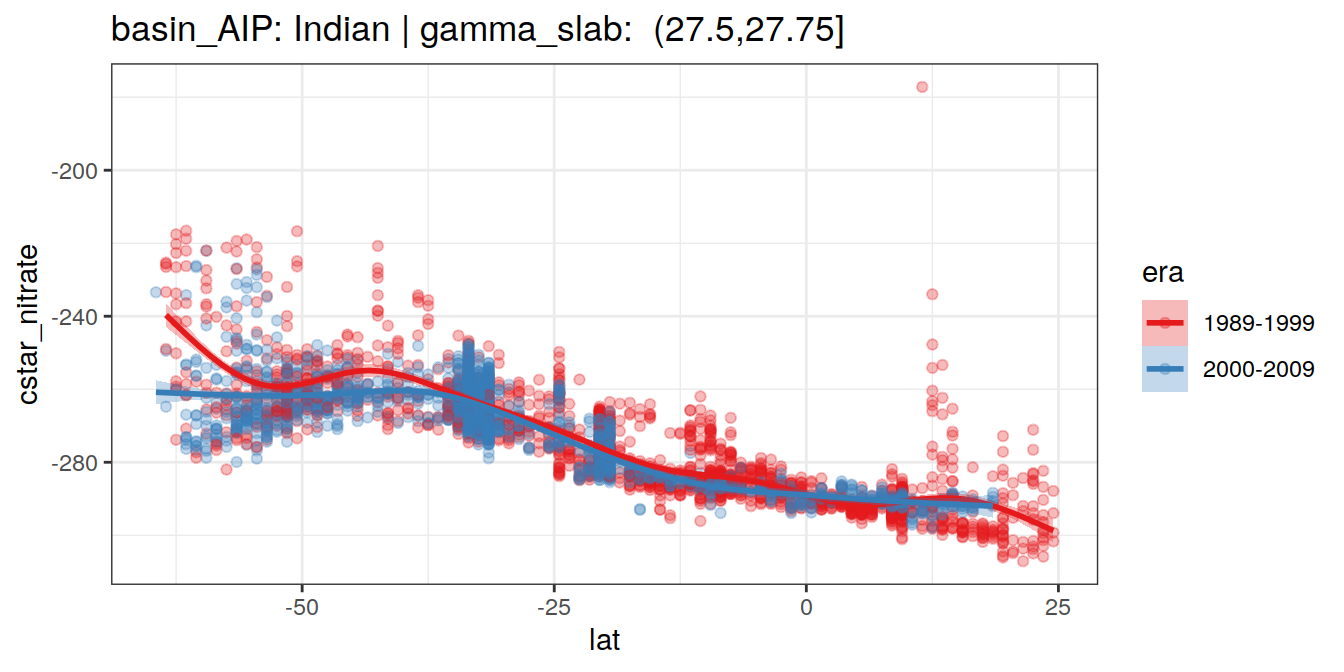 basin_AIP: Indian | gamma_slab:  (27.5,27.75]
-200
-240
-280
cstar_nitrate
-50
-25
0
25
lat
era
1989-1999
2000-2009